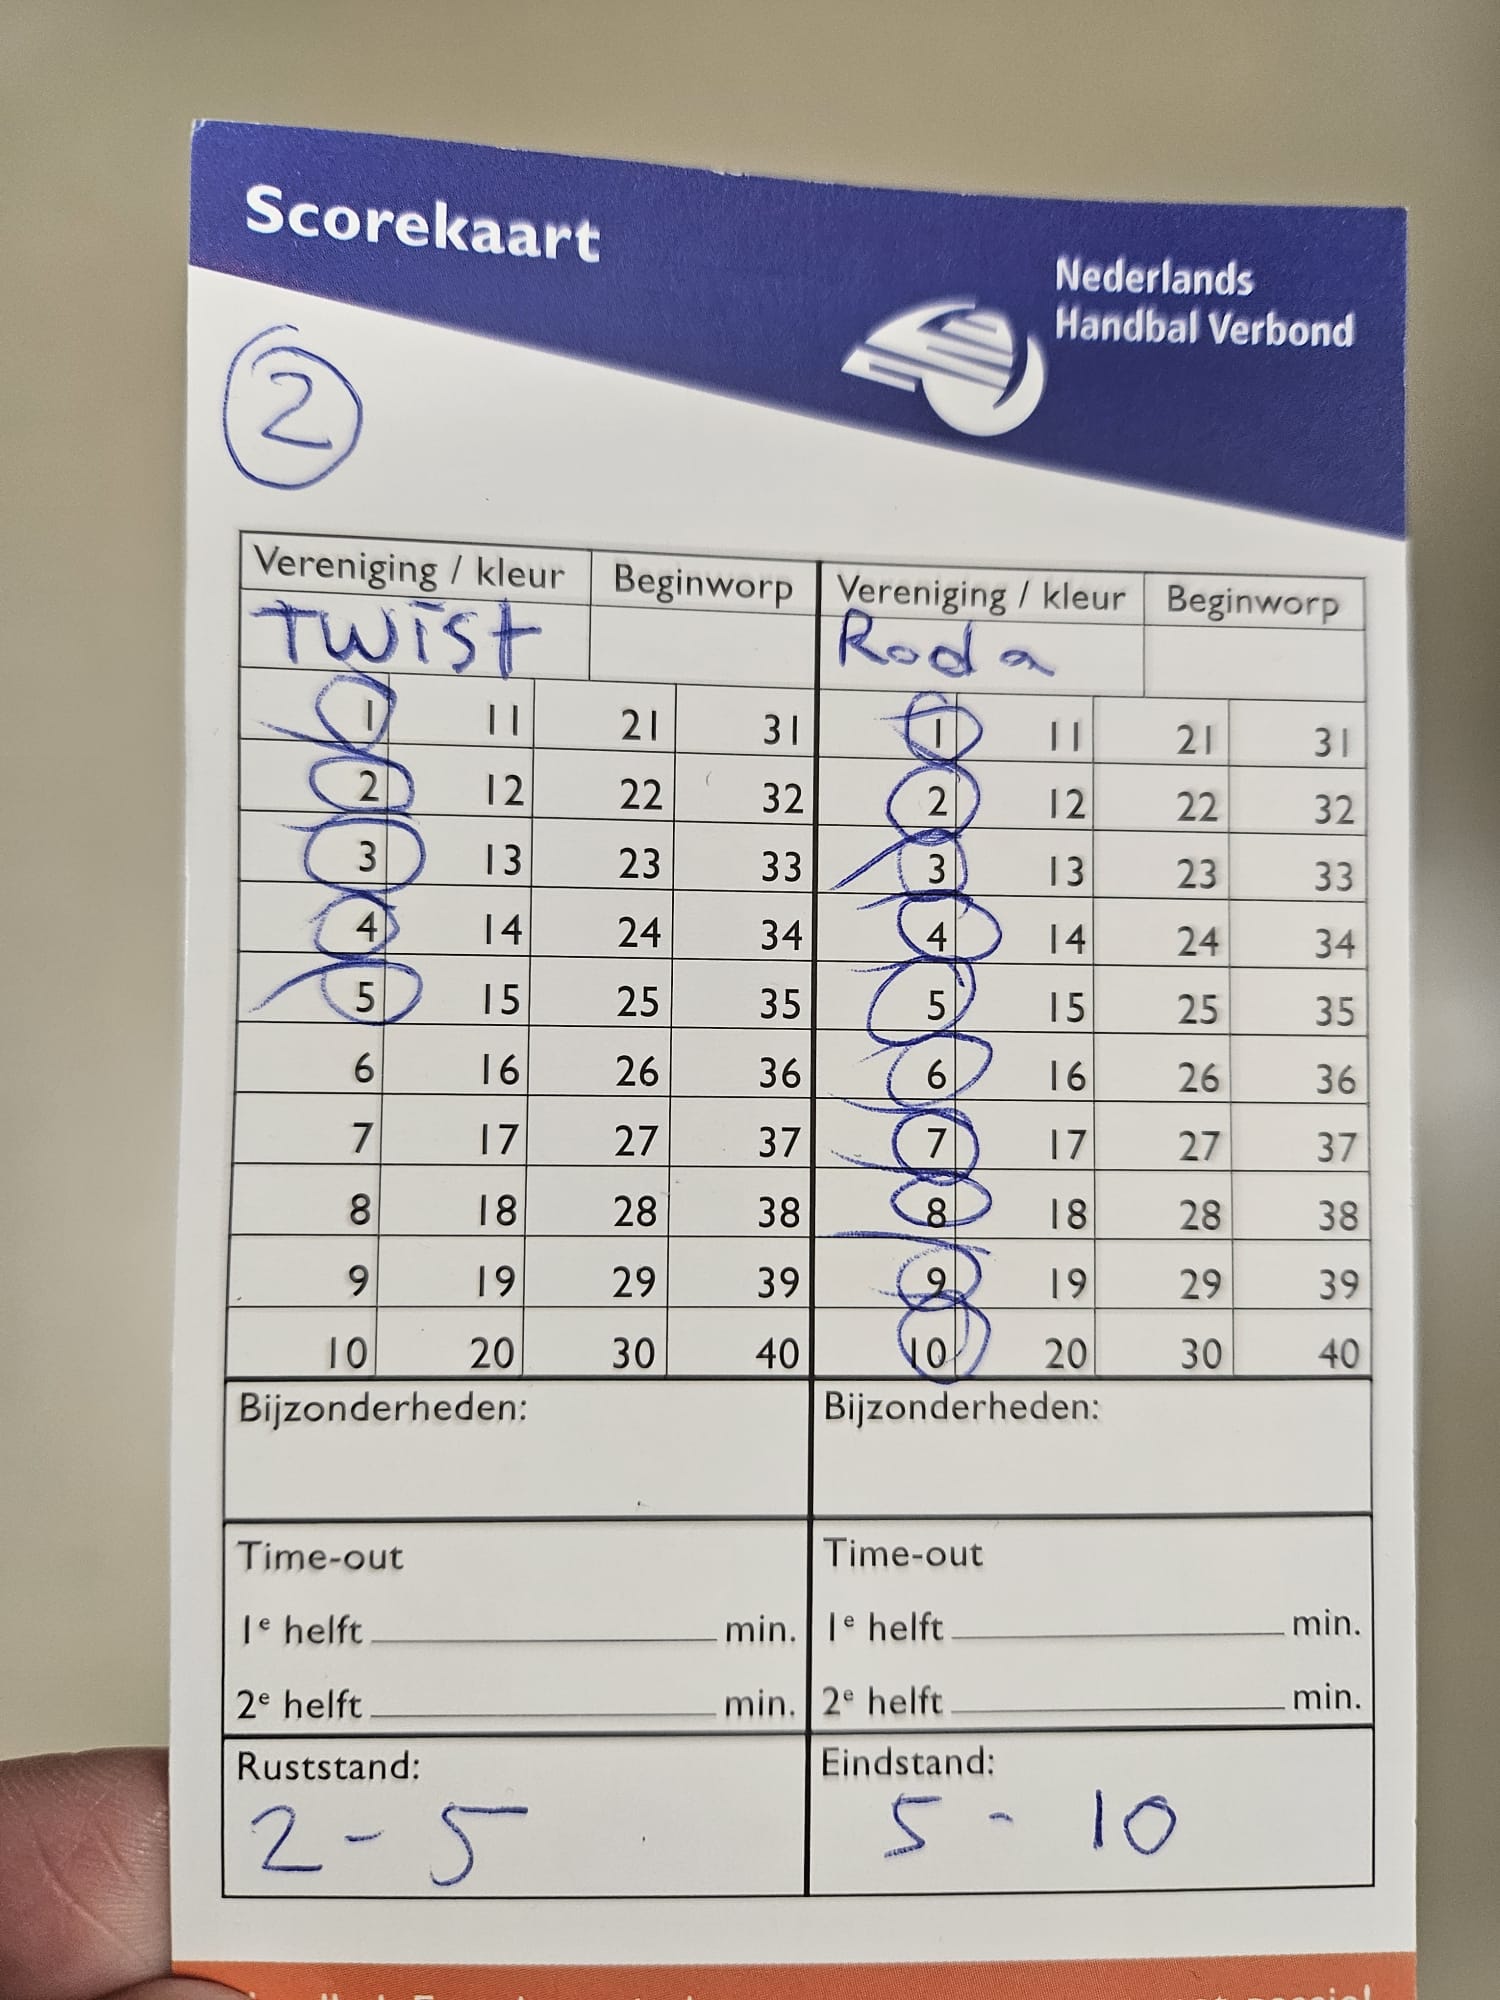 Scorekaart
Nederlands
Handbal Verbond
2
Vereniging / kleur Beginworp Vereniging / kleur Beginworp
Twist Roda
1 11 21 31 1 11 21 31
2 12 22 32 2 12 22 32
3 13 23 33 3 13 23 33
4 14 24 34 4 14 24 34
5 15 25 35 5 15 25 35
6 16 26 36 6 16 26 36
7 17 27 37 7 17 27 37
8 18 28 38 8 18 28 38
9 19 29 39 9 19 29 39
10 20 30 40 10 20 30 40
Bijzonderheden: Bijzonderheden:
Time-out Time-out
1e helft min. 1e helft min.
2e helft min. 2e helft min.
Ruststand: Eindstand:
2 - 5 5 - 10